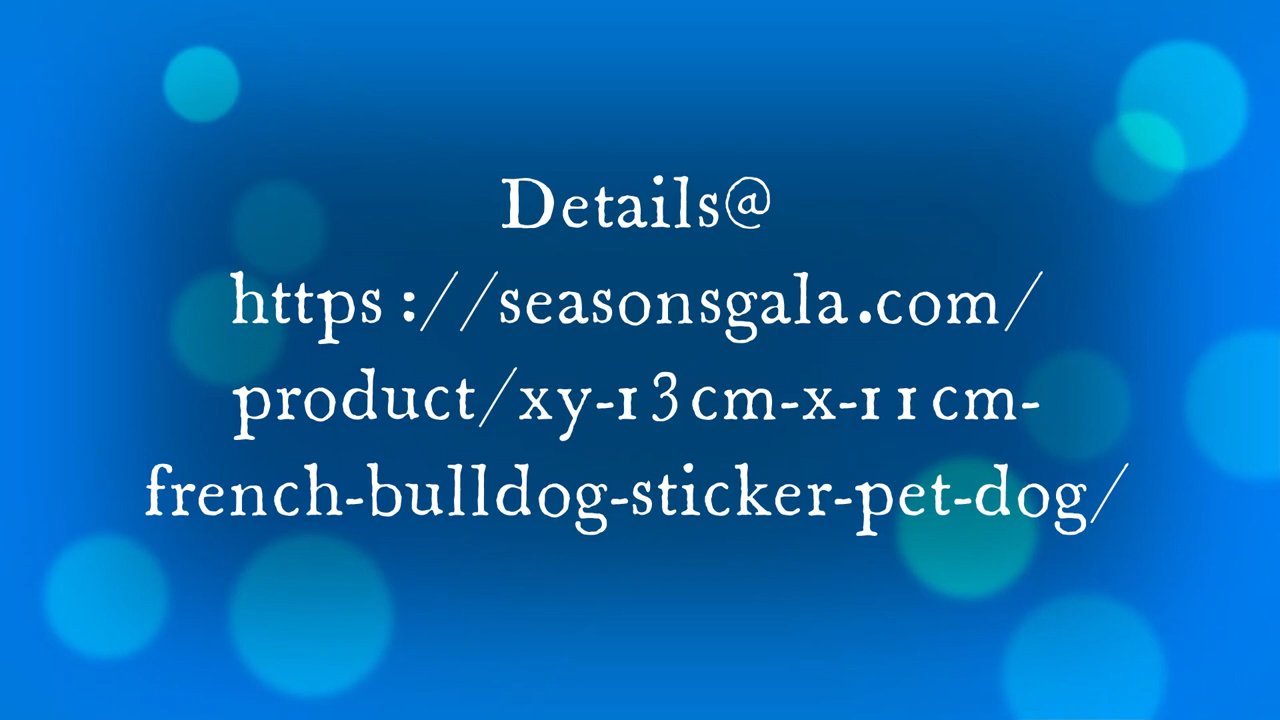 Details@
https://seasonsgala.com/
product/xy-13cm-x-11cm-
french-bulldog-sticker-pet-dog/